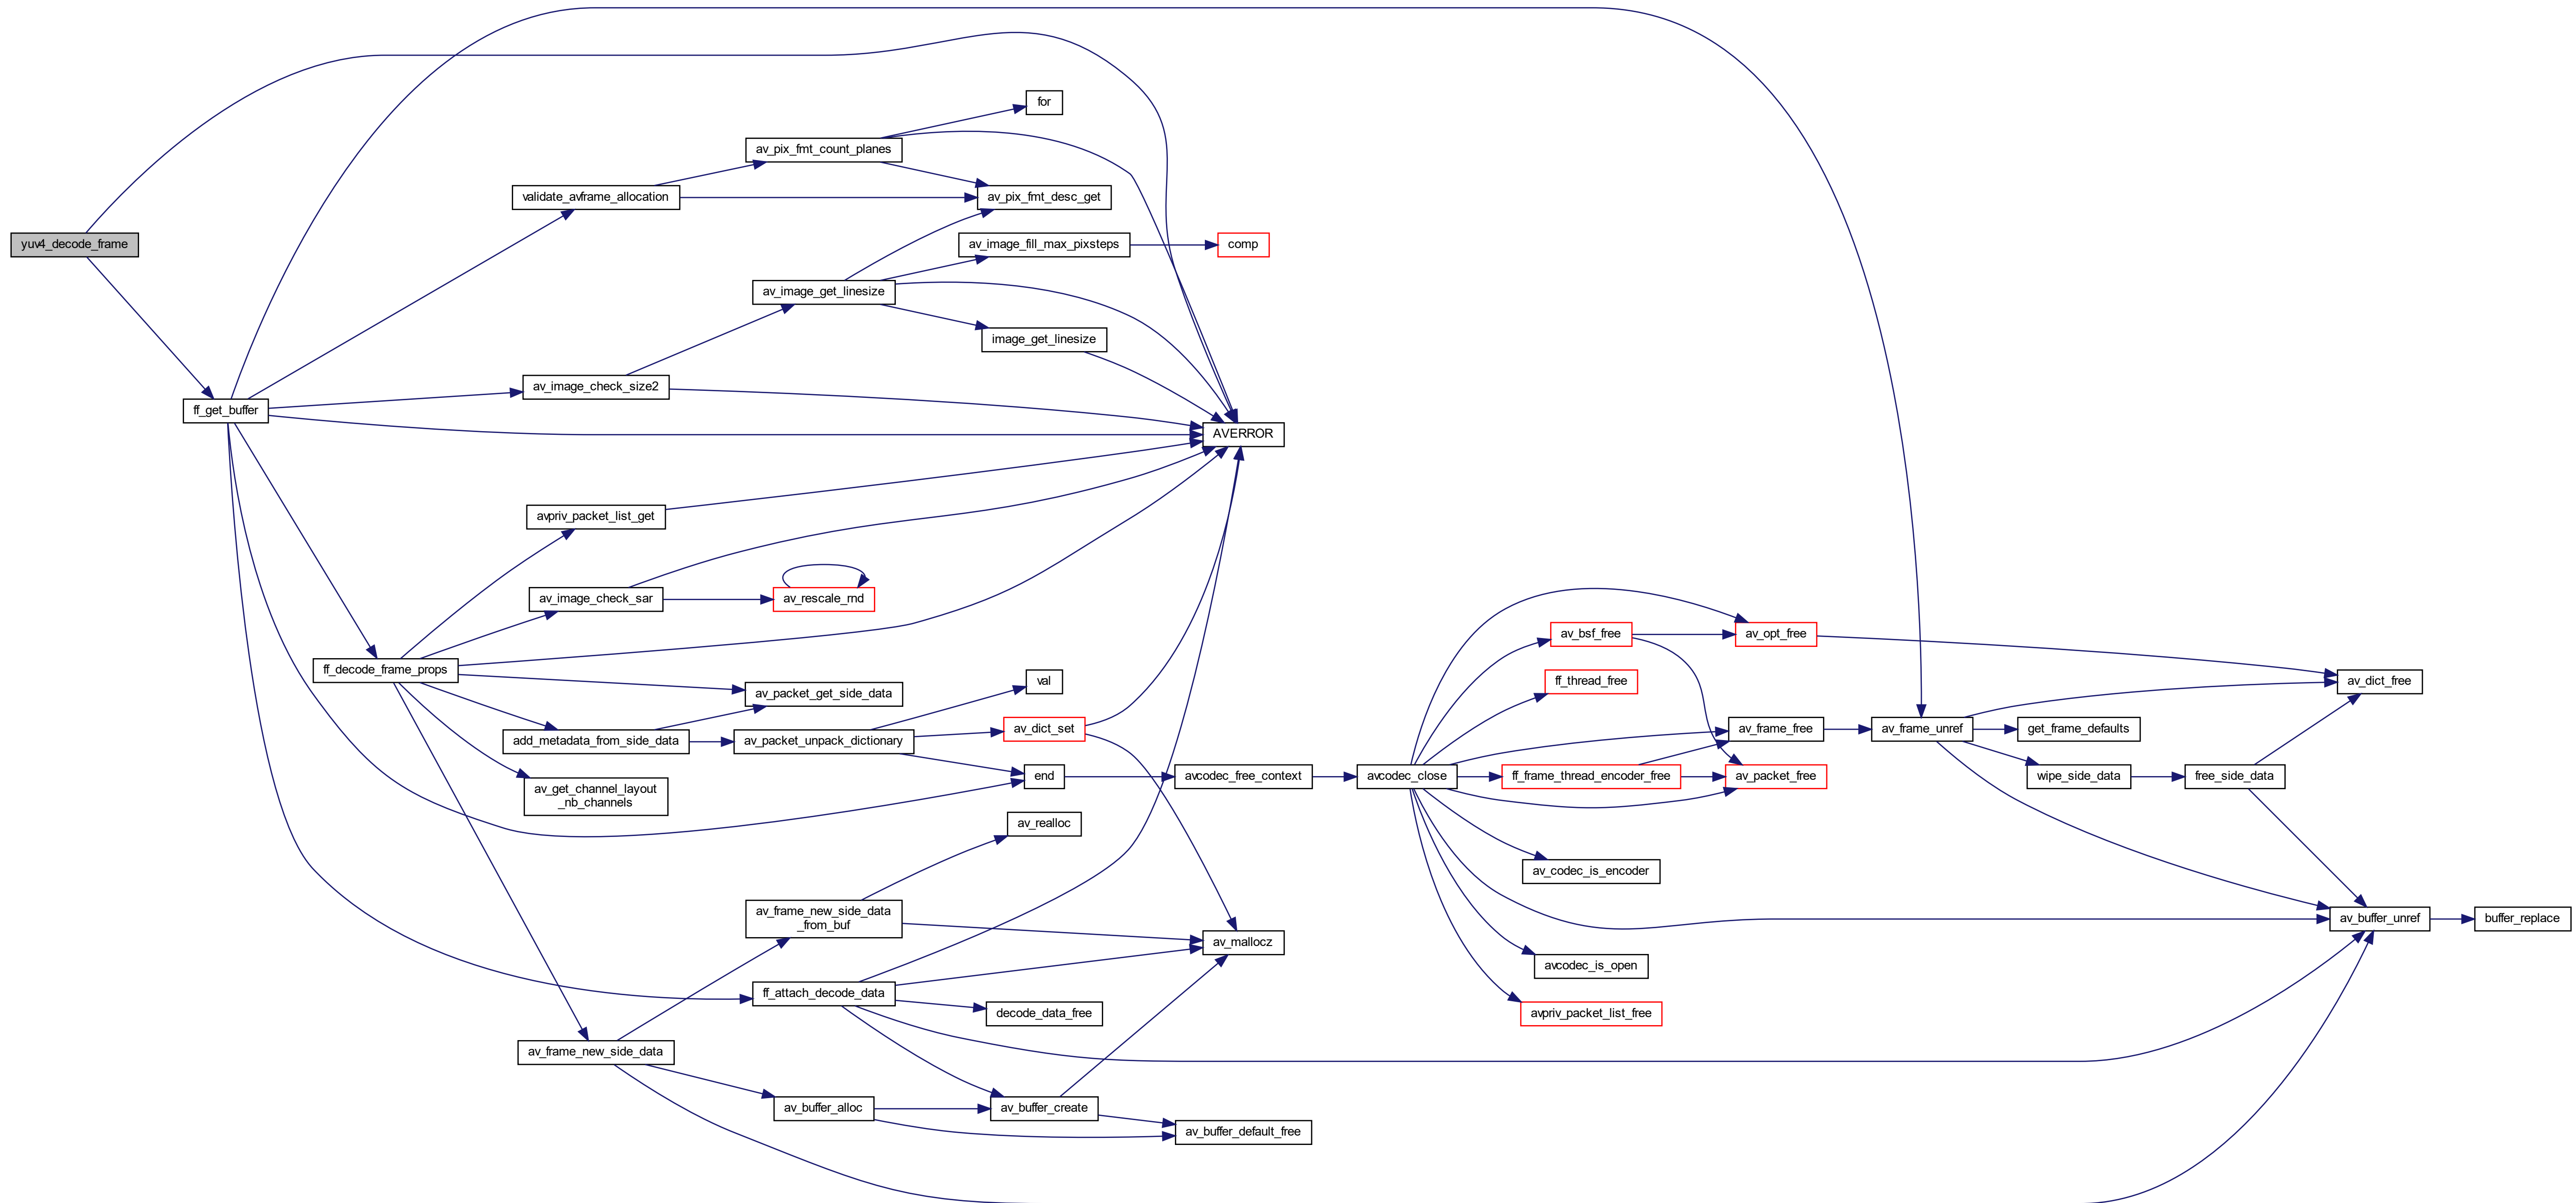 for
av_pix_fmt_count_planes
validate_avframe_allocation
av_pix_fmt_desc_get
yuv4_decode_frame
av_image_fill_max_pixsteps
comp
av_image_get_linesize
image_get_linesize
av_image_check_size2
ff_get_buffer
AVERROR
avpriv_packet_list_get
av_image_check_sar
av_rescale_rnd
av_bsf_free
av_opt_free
ff_decode_frame_props
val
ff_thread_free
av_dict_free
av_packet_get_side_data
av_dict_set
av_frame_free
av_frame_unref
get_frame_defaults
add_metadata_from_side_data
av_packet_unpack_dictionary
end
avcodec_free_context
avcodec_close
ff_frame_thread_encoder_free
av_packet_free
wipe_side_data
free_side_data
av_get_channel_layout
_nb_channels
av_realloc
av_codec_is_encoder
av_frame_new_side_data
_from_buf
av_buffer_unref
buffer_replace
av_mallocz
avcodec_is_open
ff_attach_decode_data
decode_data_free
avpriv_packet_list_free
av_frame_new_side_data
av_buffer_alloc
av_buffer_create
av_buffer_default_free